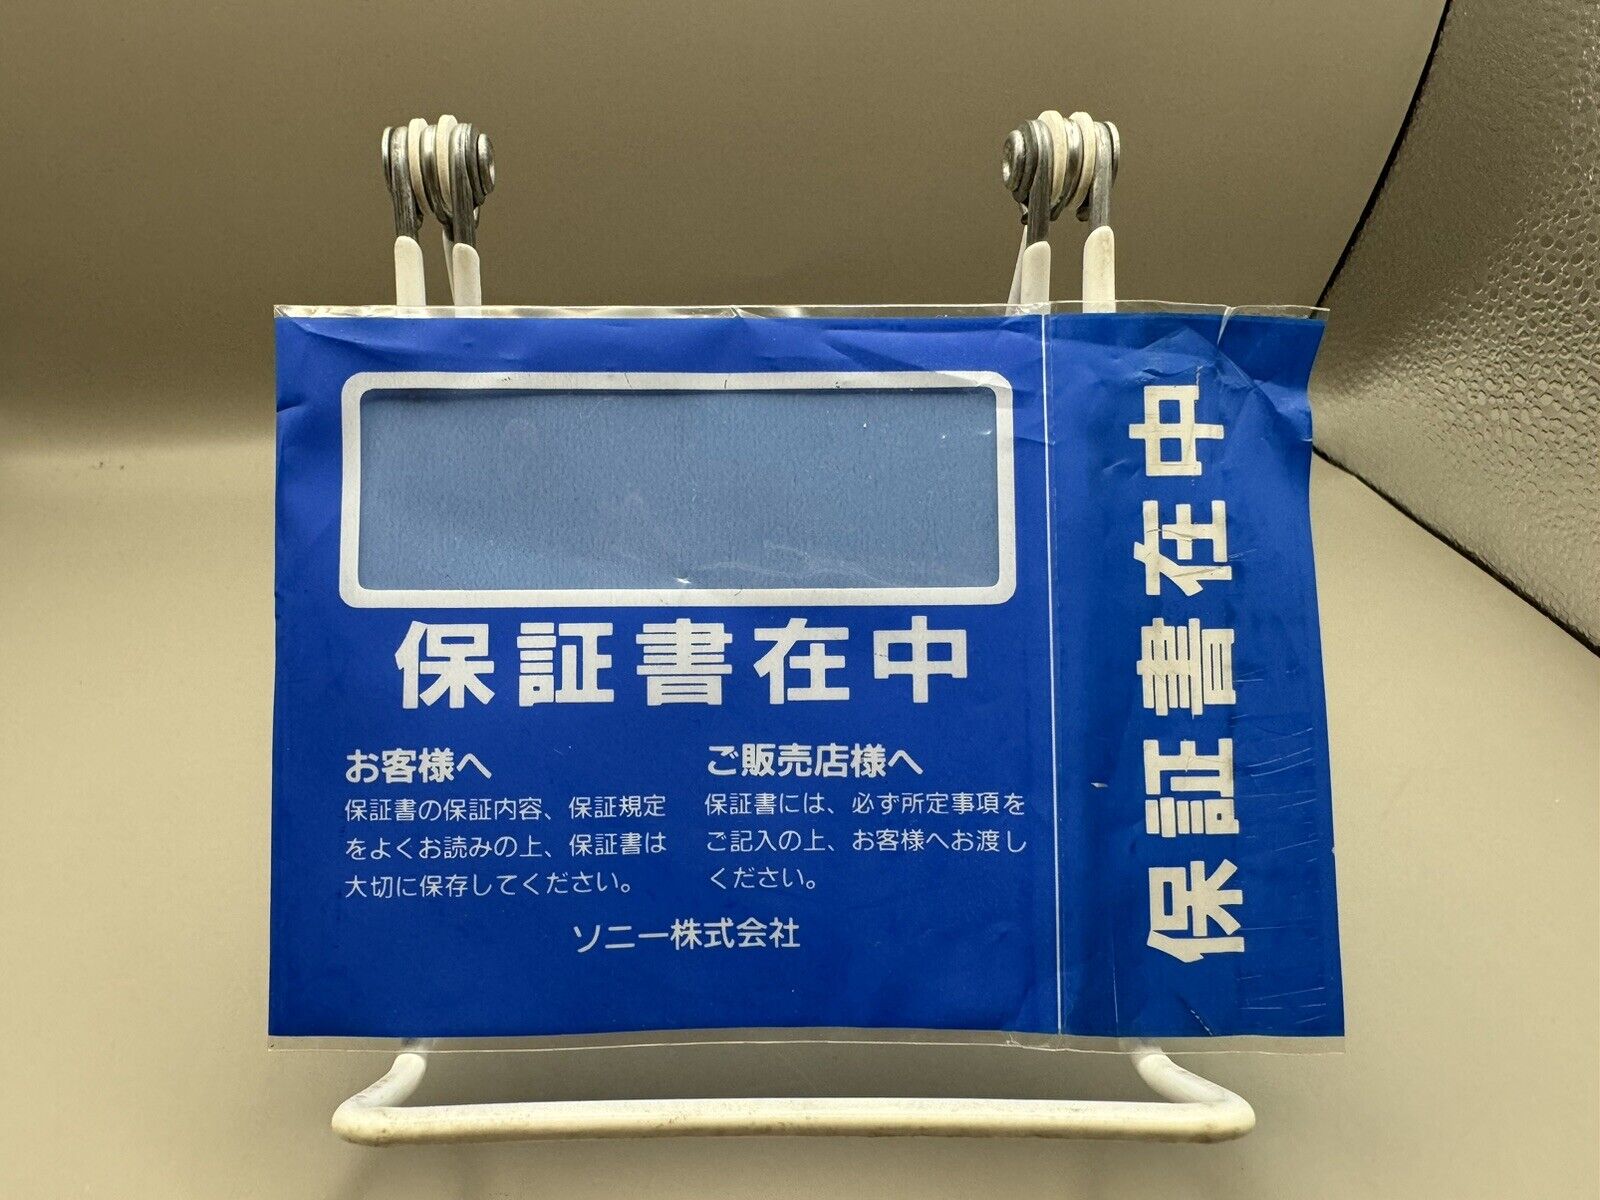 保証書在中
お客様へ
保証書の保証内容、保証規定
をよくお読みの上、保証書は
大切に保存してください。
ご販売店様へ
保証書には、必ず所定事項を
ご記入の上、お客様へお渡し
ください。
ソニー株式会社
保証書在中